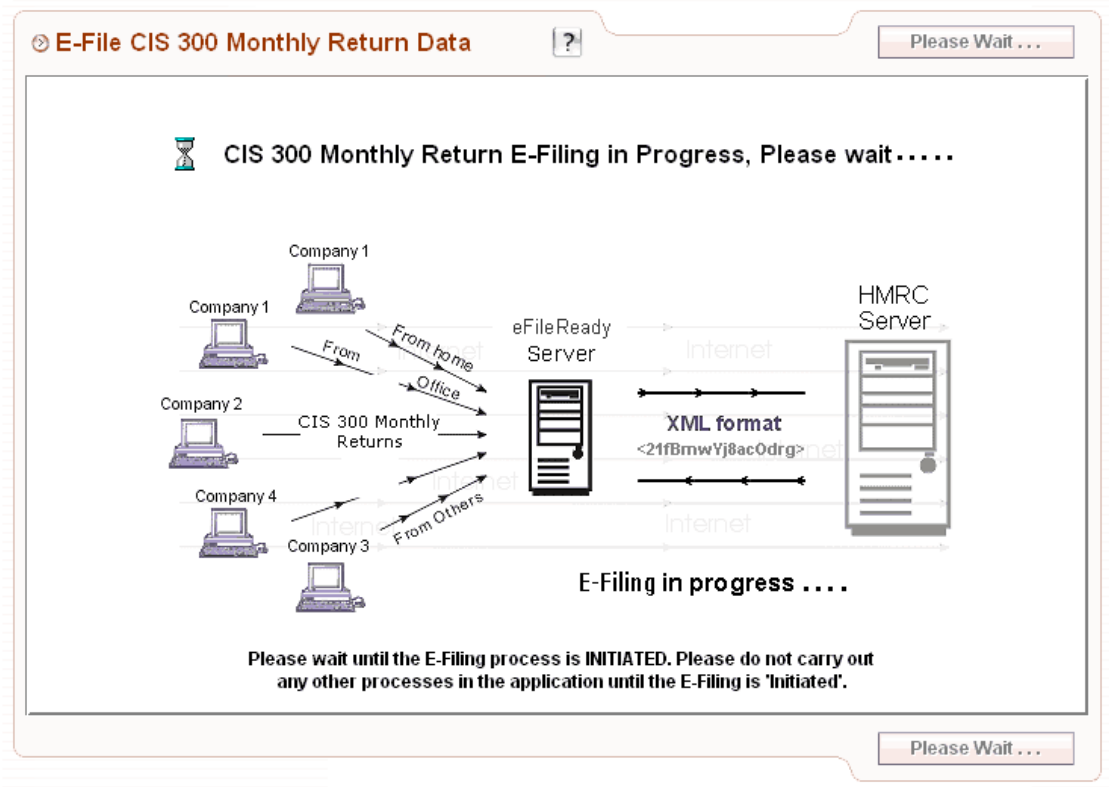 E-File CIS 300 Monthly Return Data
?
Please Wait . . .
CIS 300 Monthly Return E-Filing in Progress, Please wait . . . . .
Company 1
Company 1
HMRC
Server
From home
eFileReady
Server
Internet
Internet
From
Office
Company 2
CIS 300 Monthly
Returns
XML format
<21fBmwYj8acOdrg>
Internet
Internet
Company 4
From Others
Internet
Internet
Company 3
E-Filing in progress . . . .
Please wait until the E-Filing process is INITIATED. Please do not carry out
any other processes in the application until the E-Filing is 'Initiated'.
Please Wait . . .